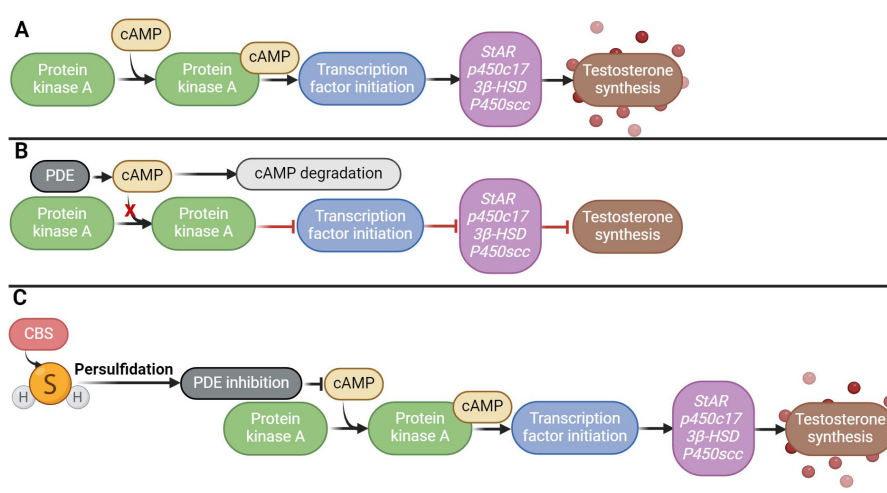 A
cAMP
Protein
kinase A
Protein
kinase A
cAMP
Transcription
factor initiation
StAR
p450c17
3β-HSD
P450scc
Testosterone
synthesis
B
PDE
cAMP
cAMP degradation
Protein
kinase A
X
Protein
kinase A
Transcription
factor initiation
StAR
p450c17
3β-HSD
P450scc
Testosterone
synthesis
C
CBS
H
S
H
Persulfidation
PDE inhibition
cAMP
Protein
kinase A
Protein
kinase A
cAMP
Transcription
factor initiation
StAR
p450c17
3β-HSD
P450scc
Testosterone
synthesis